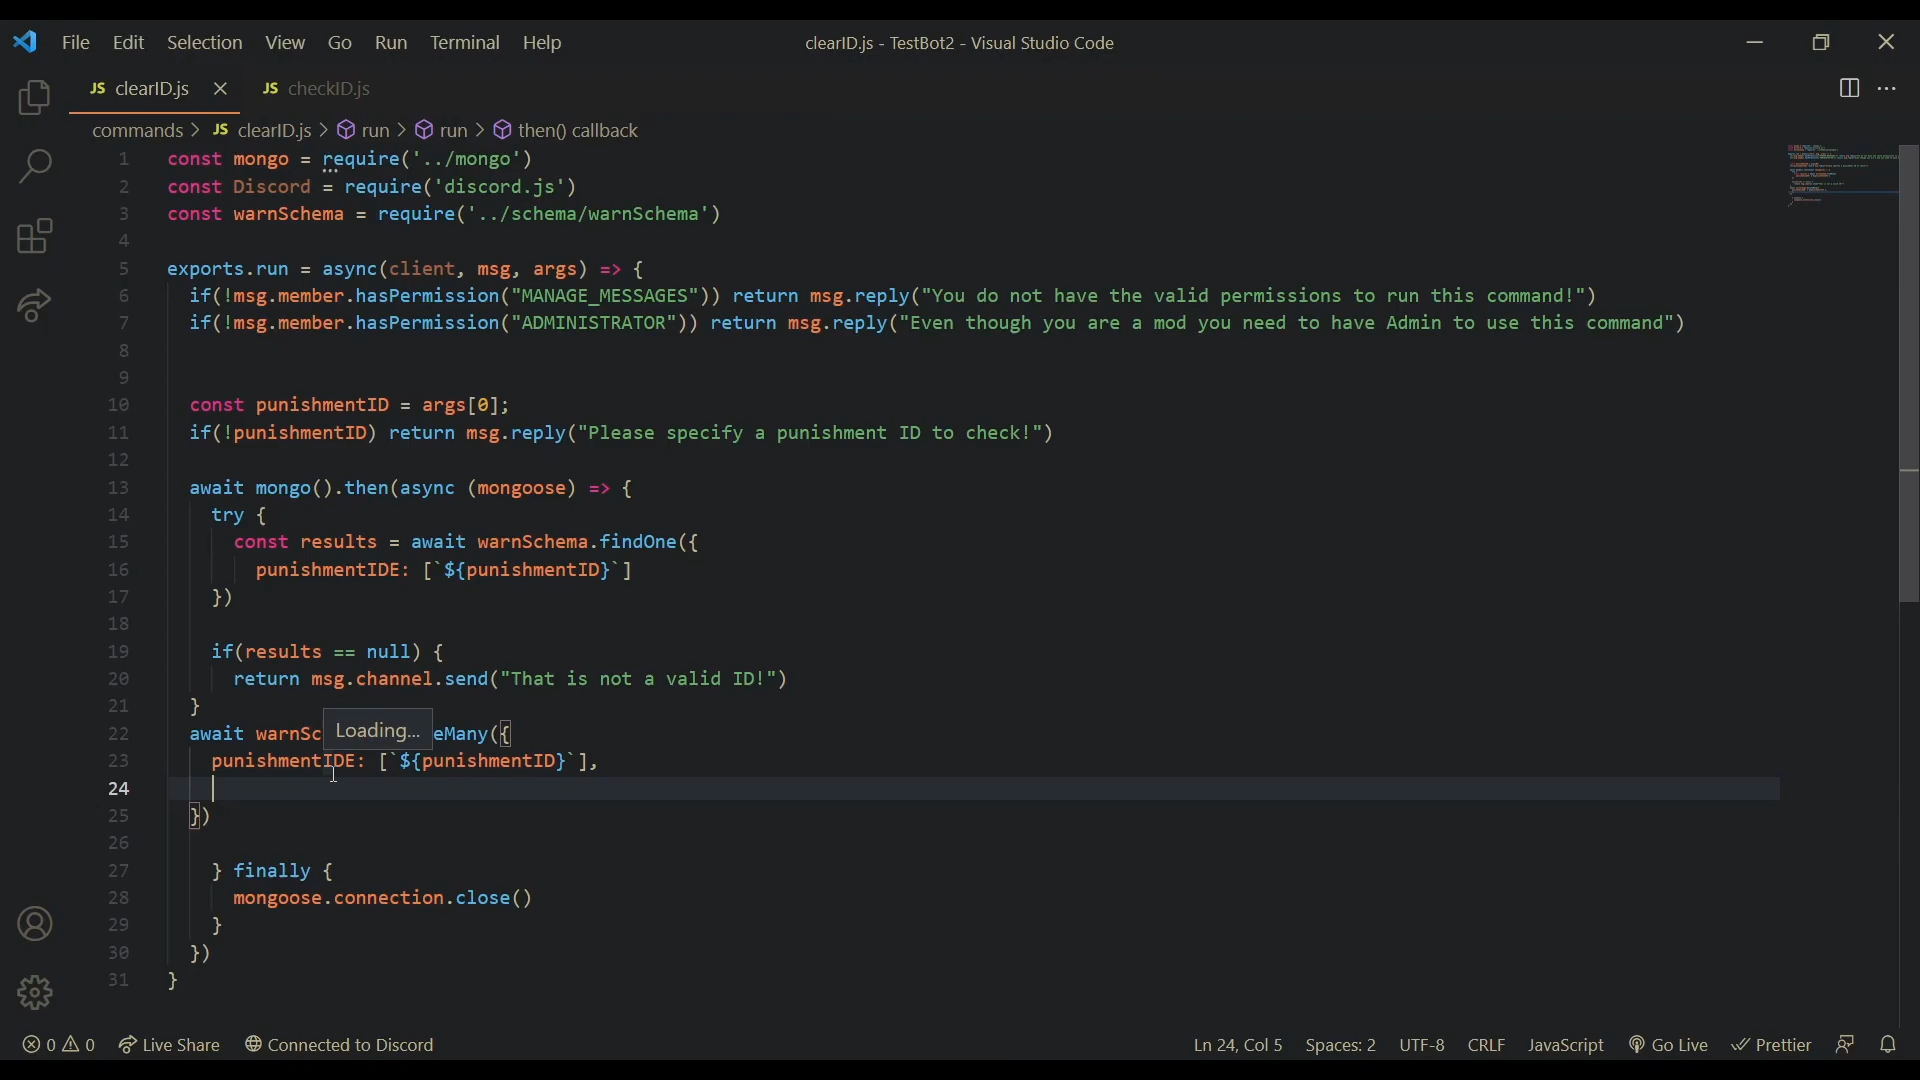 File Edit Selection View Go Run Terminal Help clearID.js - TestBot2 - Visual Studio Code
JS clearID.js JS checkID.js
commands > JS clearID.js > run > run > then() callback
1 const mongo = require('../mongo')
2 const Discord = require('discord.js')
3 const warnSchema = require('../schema/warnSchema')
4
5 exports.run = async(client, msg, args) => {
6 if(!msg.member.hasPermission("MANAGE_MESSAGES")) return msg.reply("You do not have the valid permissions to run this command!")
7 if(!msg.member.hasPermission("ADMINISTRATOR")) return msg.reply("Even though you are a mod you need to have Admin to use this command")
8
9
10 const punishmentID = args[0];
11 if(!punishmentID) return msg.reply("Please specify a punishment ID to check!")
12
13 await mongo().then(async (mongoose) => {
14 try {
15 const results = await warnSchema.findOne({
16 punishmentIDE: [`${punishmentID}`]
17 })
18
19 if(results == null) {
20 return msg.channel.send("That is not a valid ID!")
21 }
22 await warnSc Loading... eMany({
23 punishmentIDE: [`${punishmentID}`],
24
25 })
26
27 } finally {
28 mongoose.connection.close()
29 }
30 })
31 }
0 0 Live Share Connected to Discord Ln 24, Col 5 Spaces: 2 UTF-8 CRLF JavaScript Go Live Prettier